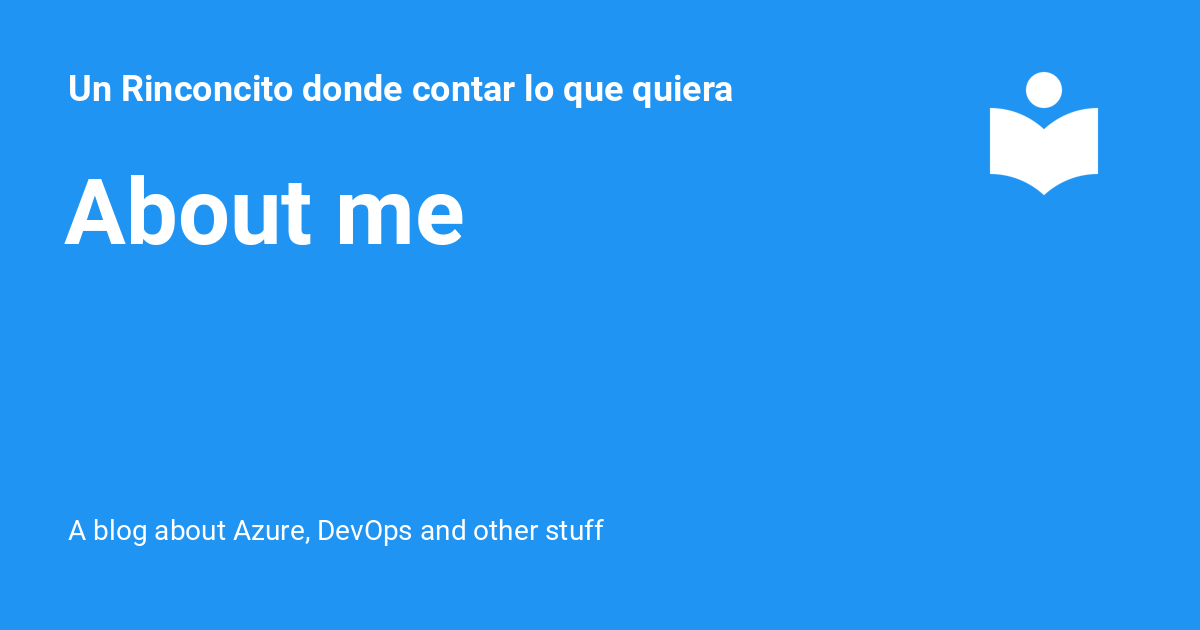 Un Rinconcito donde contar lo que quiera
About me
A blog about Azure, DevOps and other stuff